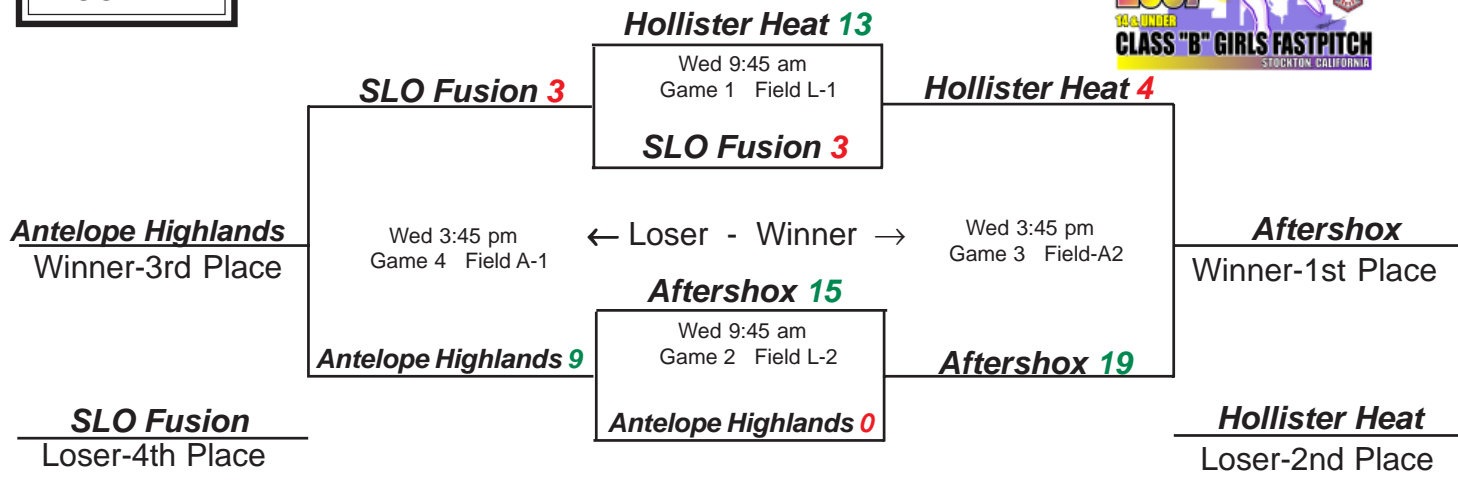 Hollister Heat 13
14 & UNDER
CLASS "B" GIRLS FASTPITCH
STOCKTON CALIFORNIA
Wed 9:45 am
Game 1 Field L-1
SLO Fusion 3
Hollister Heat 4
SLO Fusion 3
Antelope Highlands
Winner-3rd Place
Wed 3:45 pm
Game 4 Field A-1
← Loser - Winner →
Wed 3:45 pm
Game 3 Field-A2
Aftershox
Winner-1st Place
Aftershox 15
Wed 9:45 am
Game 2 Field L-2
Antelope Highlands 9
Aftershox 19
Antelope Highlands 0
SLO Fusion
Loser-4th Place
Hollister Heat
Loser-2nd Place